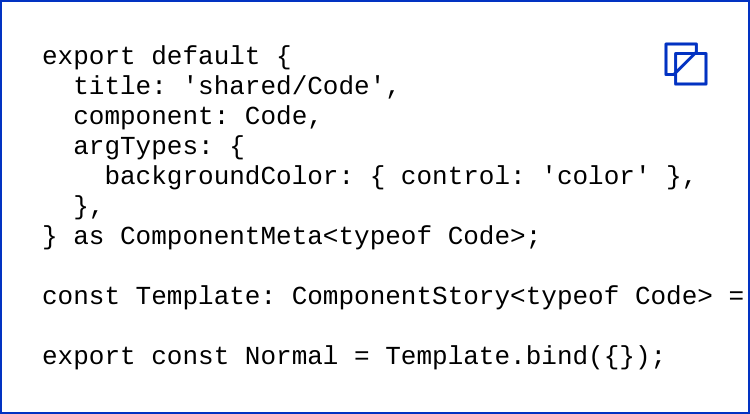 export default {
  title: 'shared/Code',
  component: Code,
  argTypes: {
    backgroundColor: { control: 'color' },
  },
} as ComponentMeta<typeof Code>;

const Template: ComponentStory<typeof Code> =

export const Normal = Template.bind({});